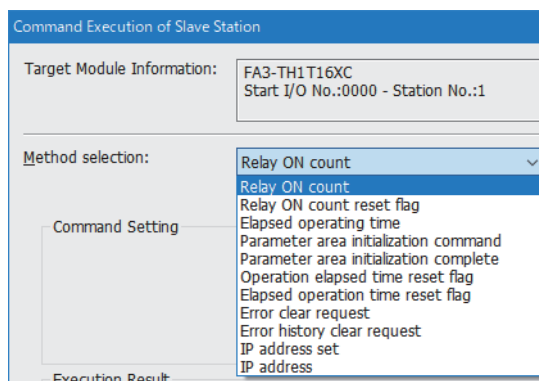 Command Execution of Slave Station
Target Module Information:
FA3-TH1T16XC
Start I/O No.:0000 - Station No.:1
Method selection:
Relay ON count
Relay ON count
Relay ON count reset flag
Elapsed operating time
Parameter area initialization command
Parameter area initialization complete
Operation elapsed time reset flag
Elapsed operation time reset flag
Error clear request
Error history clear request
IP address set
IP address
Command Setting
Execution Result